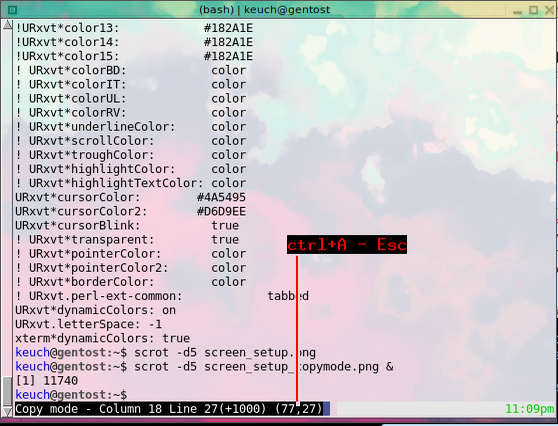 (bash) | keuch@gentost
!URxvt*color13: #182A1E
!URxvt*color14: #182A1E
!URxvt*color15: #182A1E
! URxvt*colorBD: color
! URxvt*colorIT: color
! URxvt*colorUL: color
! URxvt*colorRV: color
! URxvt*underlineColor: color
! URxvt*scrollColor: color
! URxvt*troughColor: color
! URxvt*highlightColor: color
! URxvt*highlightTextColor: color
URxvt*cursorColor: #4A5495
URxvt*cursorColor2: #D6D9EE
URxvt*cursorBlink: true
! URxvt*transparent: true
! URxvt*pointerColor: color
! URxvt*pointerColor2: color
! URxvt*borderColor: color
! URxvt.perl-ext-common: tabbed
URxvt*dynamicColors: on
URxvt.letterSpace: -1
xterm*dynamicColors: true
keuch@gentost:~$ scrot -d5 screen_setup.png
keuch@gentost:~$ scrot -d5 screen_setup_copymode.png &
[1] 11740
keuch@gentost:~$
ctrl+A - Esc
Copy mode - Column 18 Line 27(+1000) (77,27)
11:09pm